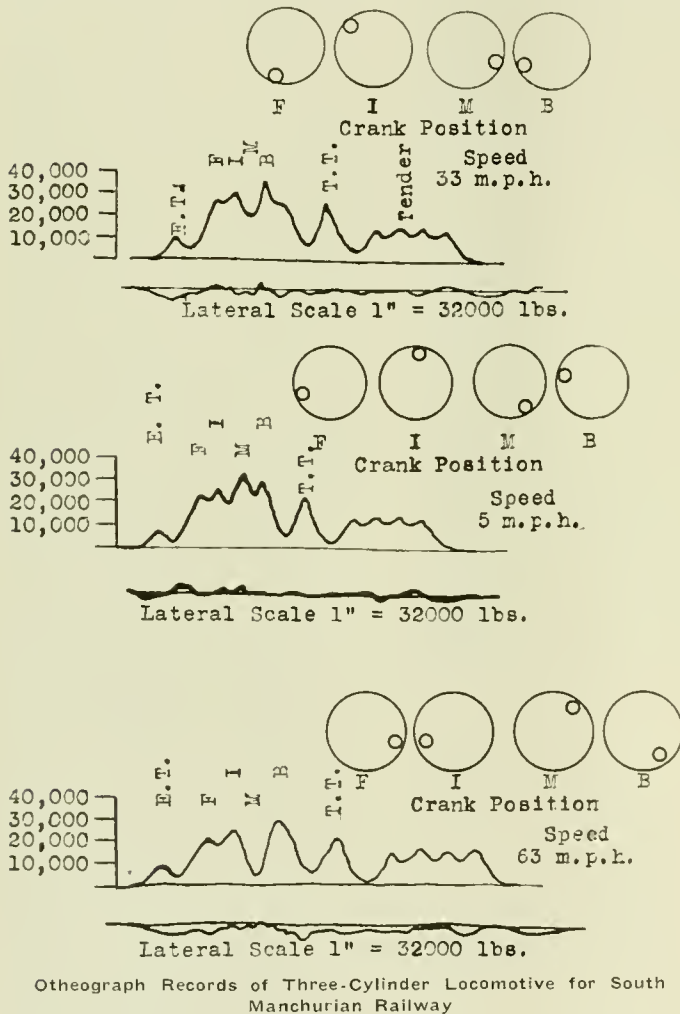 F I M B
Crank Position
E.T. F I M B T.T. Tender
Speed
33 m.p.h.
40,000
30,000
20,000
10,000
Lateral Scale 1" = 32000 lbs.
E. T. F I M B T.T.
F I M B
Crank Position
Speed
5 m.p.h.
40,000
30,000
20,000
10,000
Lateral Scale 1" = 32000 lbs.
E.T. F I M B T.T.
F I M B
Crank Position
Speed
63 m.p.h.
40,000
30,000
20,000
10,000
Lateral Scale 1" = 32000 lbs.
Otheograph Records of Three-Cylinder Locomotive for South
Manchurian Railway